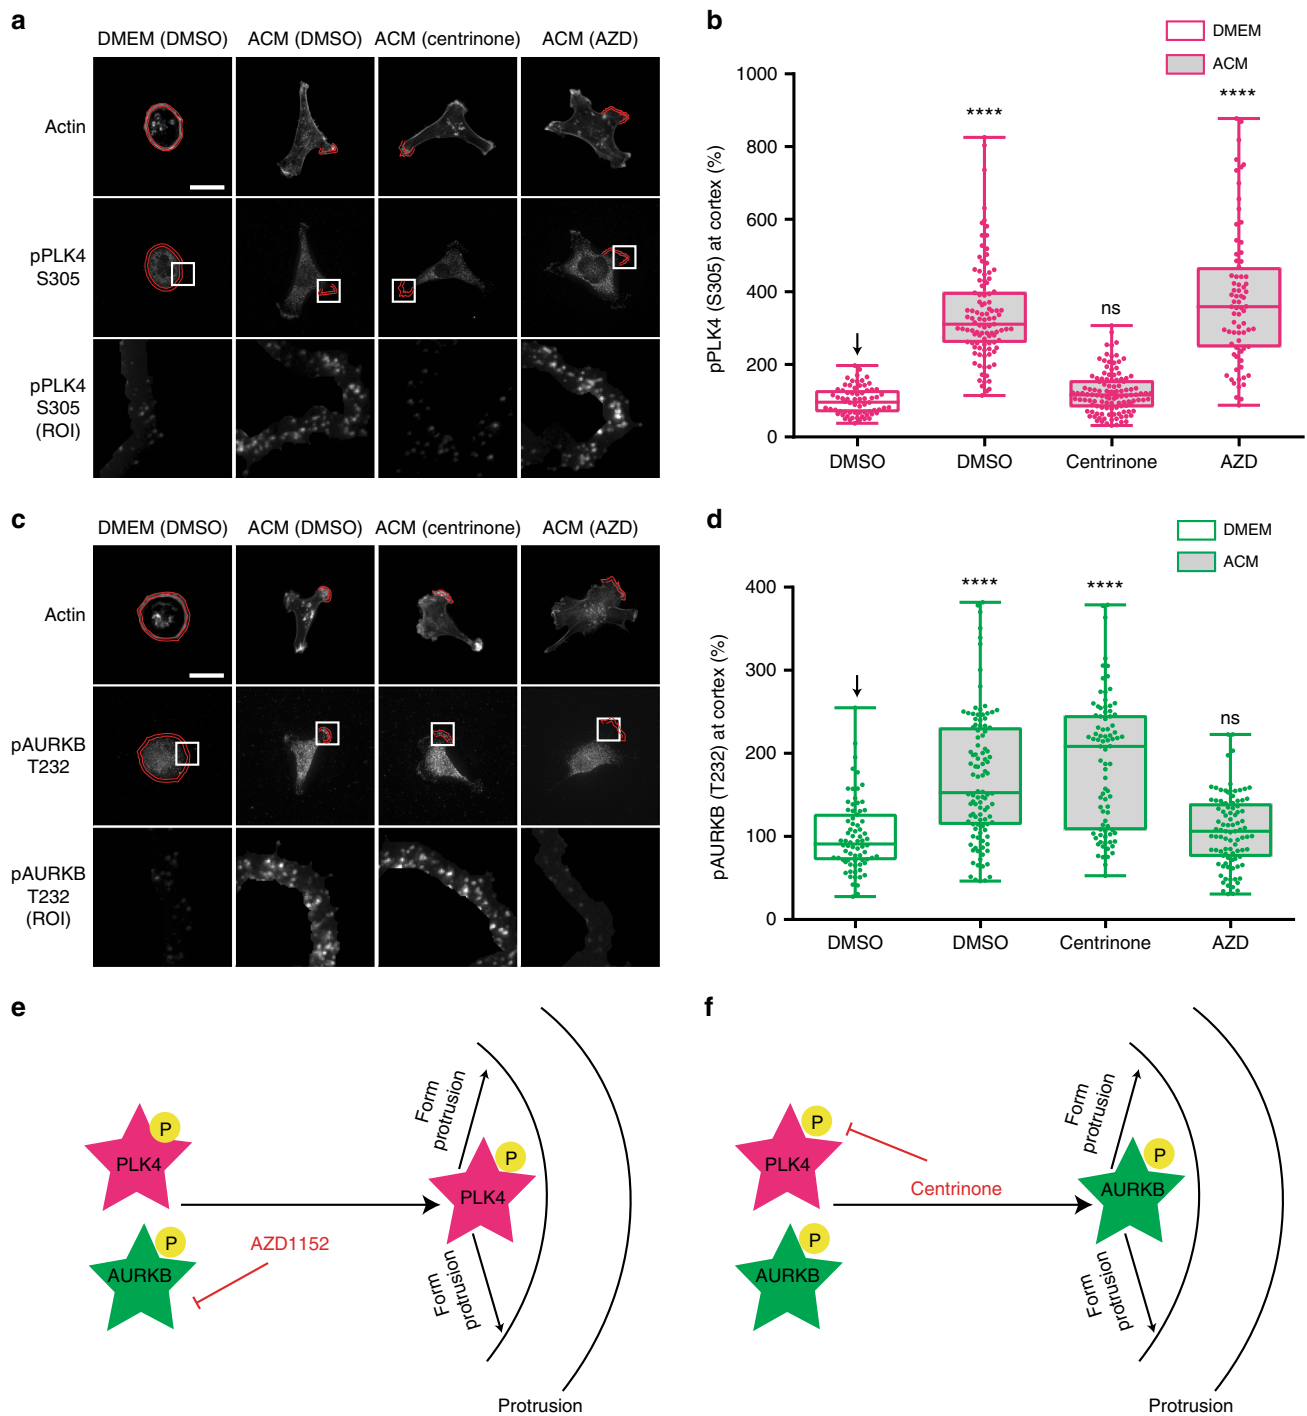 a
DMEM (DMSO) ACM (DMSO) ACM (centrinone) ACM (AZD)
Actin
pPLK4
S305
pPLK4
S305
(ROI)
b
DMEM
ACM
pPLK4 (S305) at cortex (%)
1000
800
600
400
200
0
****
ns
****
DMSO DMSO Centrinone AZD
c
DMEM (DMSO) ACM (DMSO) ACM (centrinone) ACM (AZD)
Actin
pAURKB
T232
pAURKB
T232
(ROI)
d
DMEM
ACM
pAURKB (T232) at cortex (%)
400
300
200
100
0
****
****
ns
DMSO DMSO Centrinone AZD
e
P
PLK4
P
AURKB
AZD1152
Form
protrusion
P
PLK4
Form
protrusion
Protrusion
f
P
PLK4
Centrinone
P
AURKB
Form
protrusion
P
AURKB
Form
protrusion
Protrusion